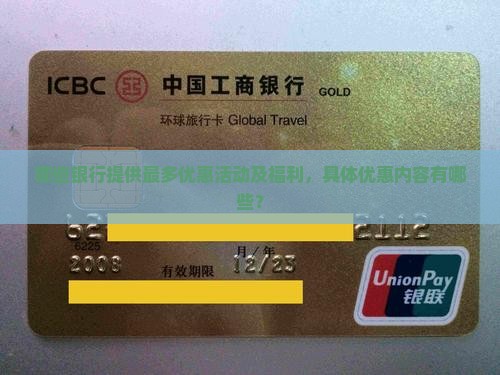 ICBC 中国工商银行 GOLD
环球旅行卡 Global Travel
银行提供最多优惠活动及福利，具体优惠内容有哪
些？
62 2112
6225
月/年
2008 有效期限 12/23
UnionPay
银联